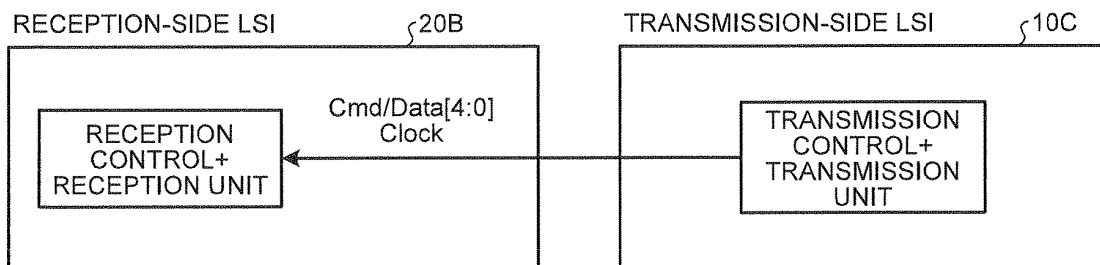 RECEPTION-SIDE LSI
20B
TRANSMISSION-SIDE LSI
10C
Cmd/Data[4:0]
Clock
RECEPTION
CONTROL+
RECEPTION UNIT
TRANSMISSION
CONTROL+
TRANSMISSION
UNIT